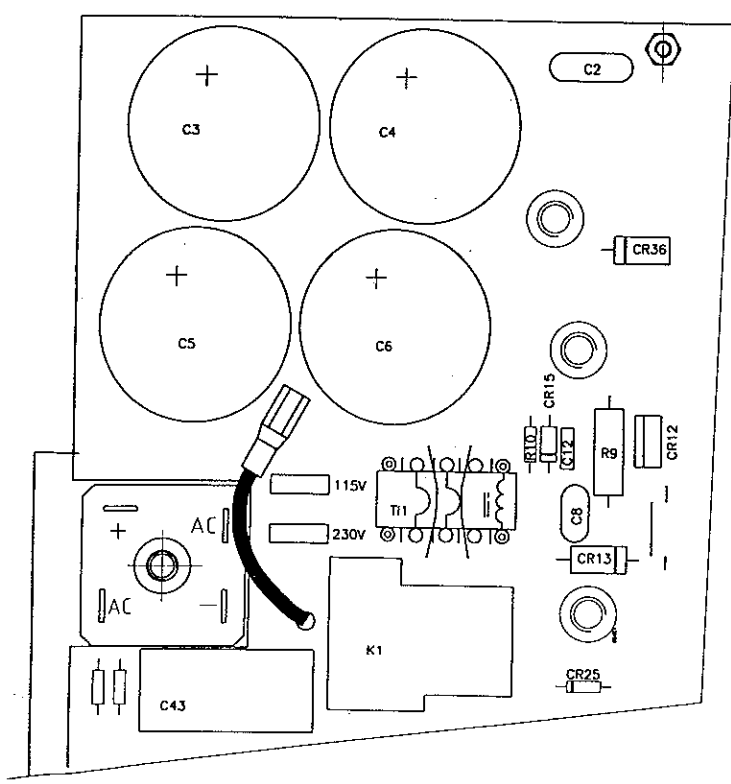 C2
+
+
C3
C4
CR36
+
+
C5
C6
CR15
R10
C12
R9
CR12
115V
Ti1
C8
+
AC
230V
CR13
AC
−
K1
CR25
C43